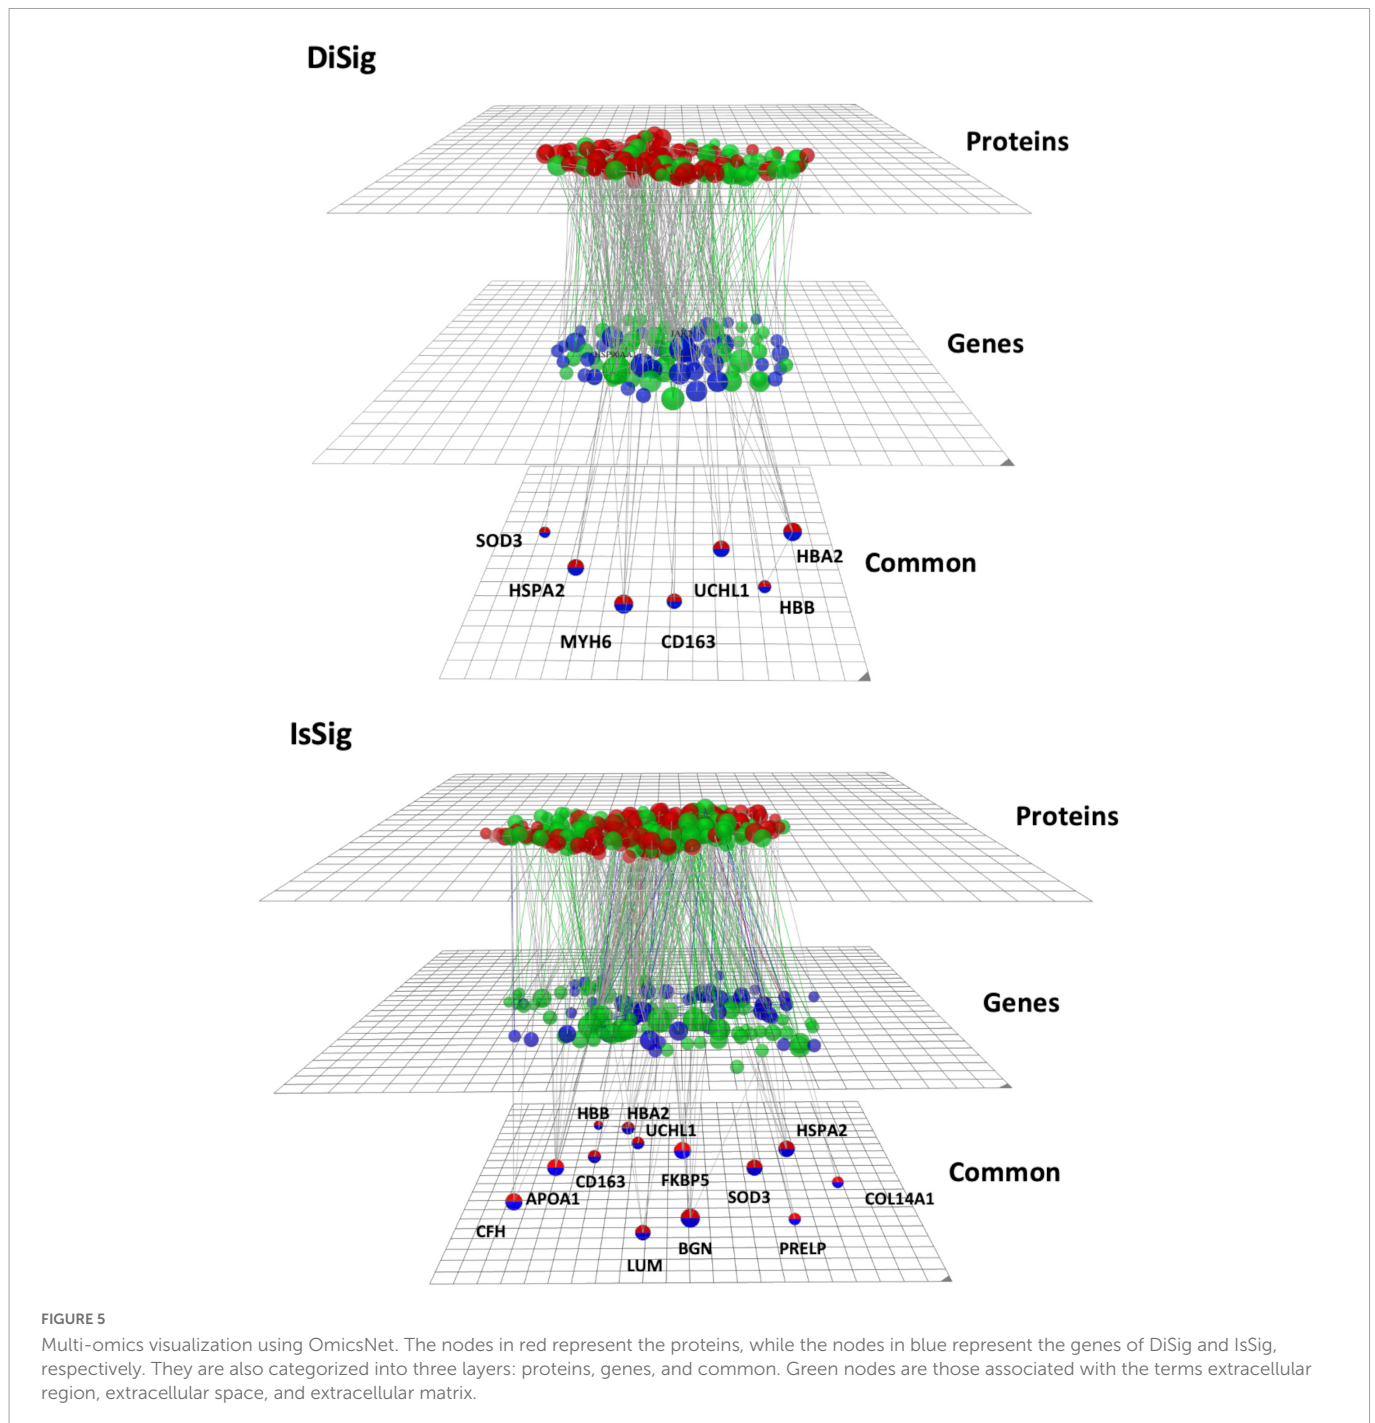 DiSig
Proteins
Genes
SOD3
HBA2
Common
HSPA2
UCHL1
HBB
MYH6
CD163
IsSig
Proteins
Genes
HBB
HBA2
UCHL1
HSPA2
Common
CD163
FKBP5
APOA1
SOD3
COL14A1
CFH
BGN
PRELP
LUM
FIGURE 5
Multi-omics visualization using OmicsNet. The nodes in red represent the proteins, while the nodes in blue represent the genes of DiSig and IsSig,
respectively. They are also categorized into three layers: proteins, genes, and common. Green nodes are those associated with the terms extracellular
region, extracellular space, and extracellular matrix.